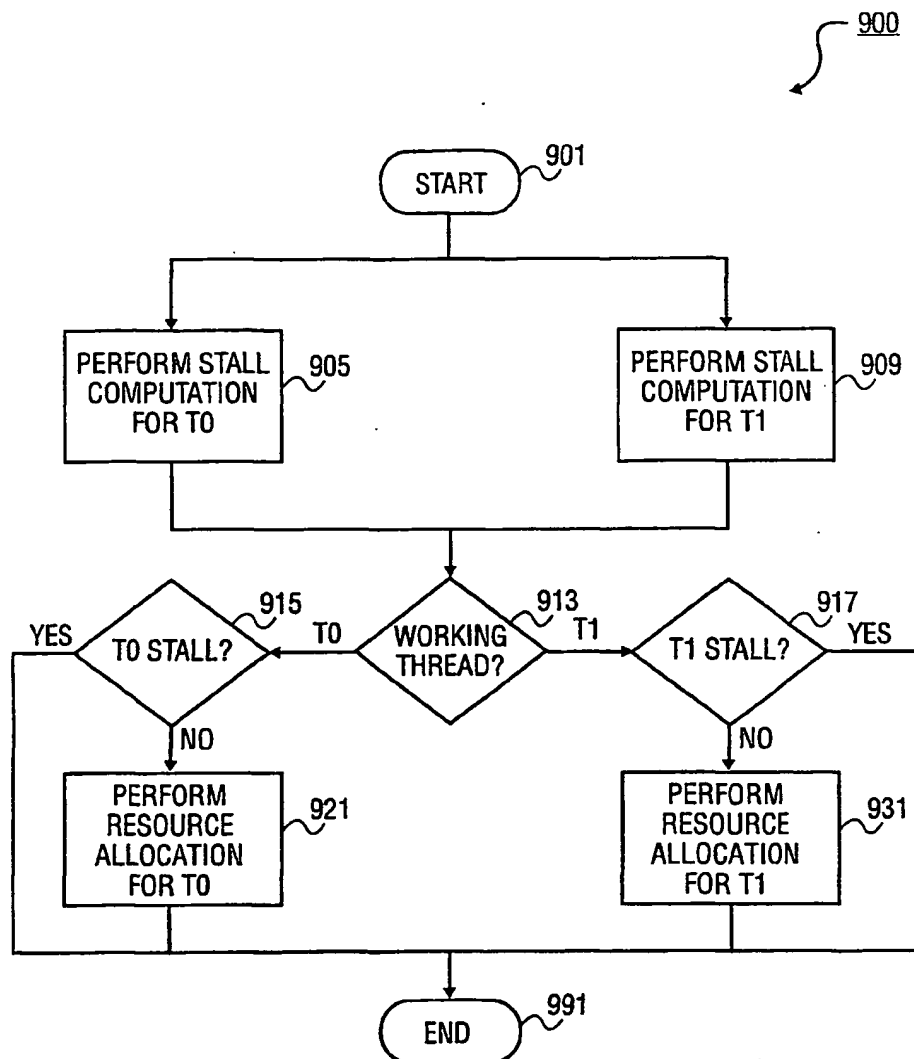 900
START
901
PERFORM STALL
COMPUTATION
FOR T0
905
PERFORM STALL
COMPUTATION
FOR T1
909
YES
T0 STALL?
915
T0
WORKING
THREAD?
913
T1
T1 STALL?
917
YES
NO
NO
PERFORM
RESOURCE
ALLOCATION
FOR T0
921
PERFORM
RESOURCE
ALLOCATION
FOR T1
931
END
991